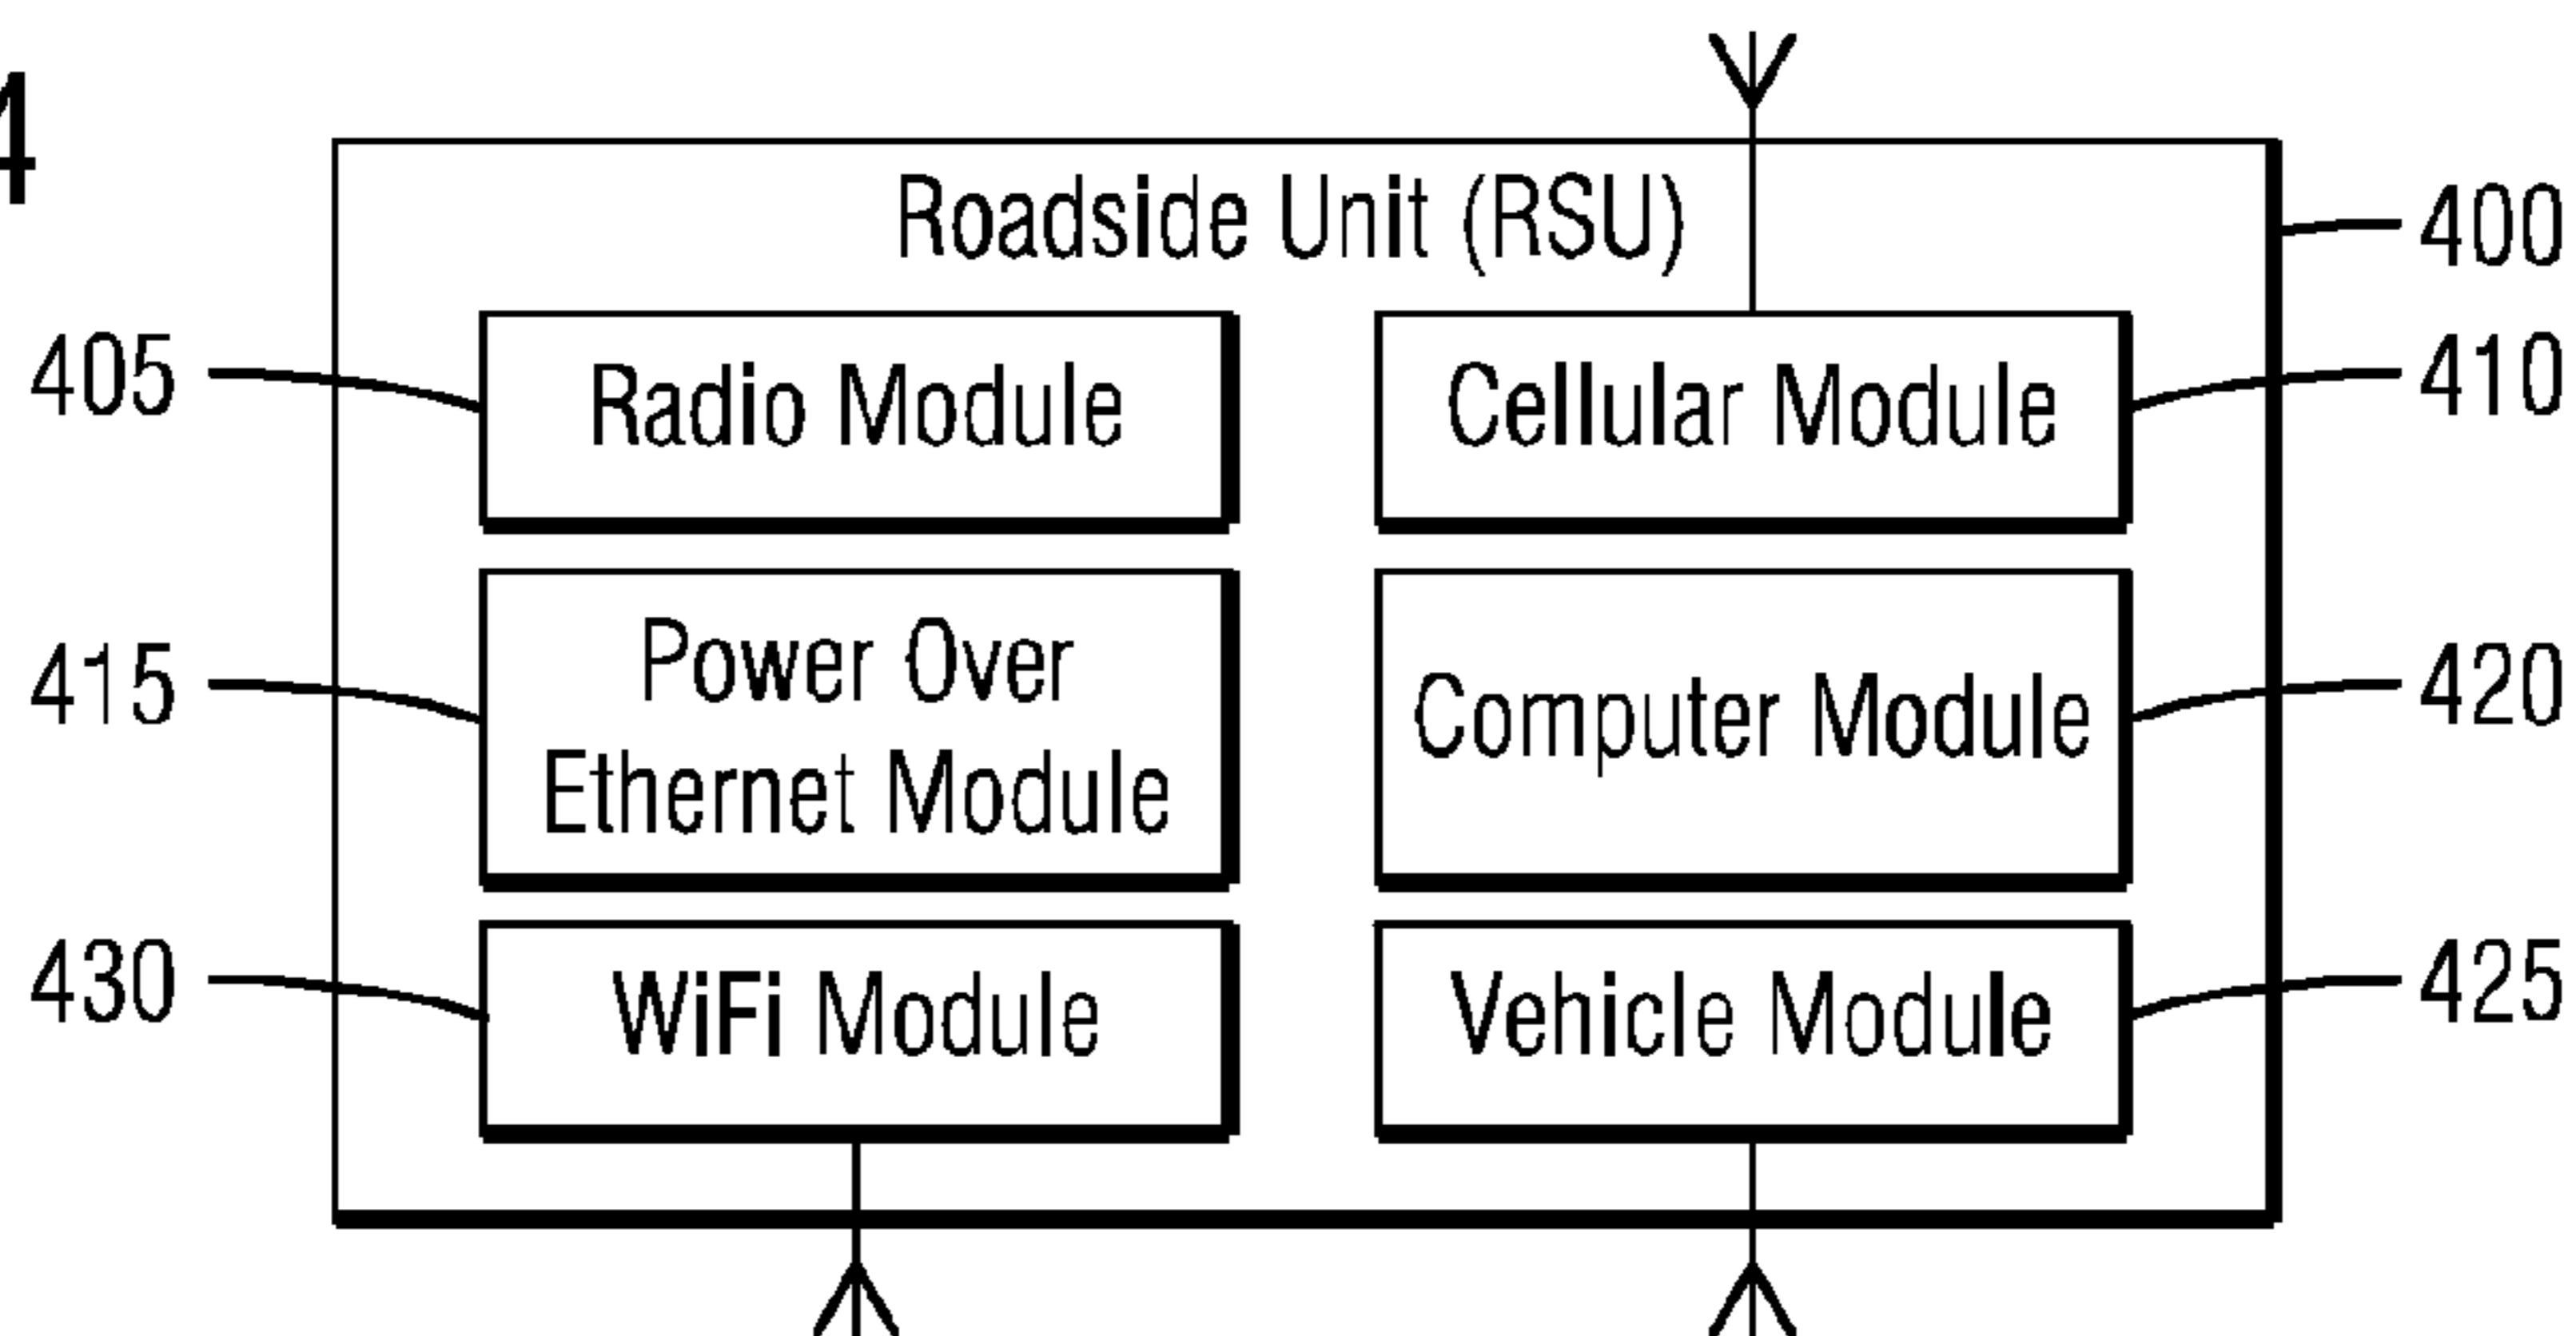 4
Roadside Unit (RSU)
400
405
Radio Module
Cellular Module
410
415
Power Over
Ethernet Module
Computer Module
420
430
WiFi Module
Vehicle Module
425